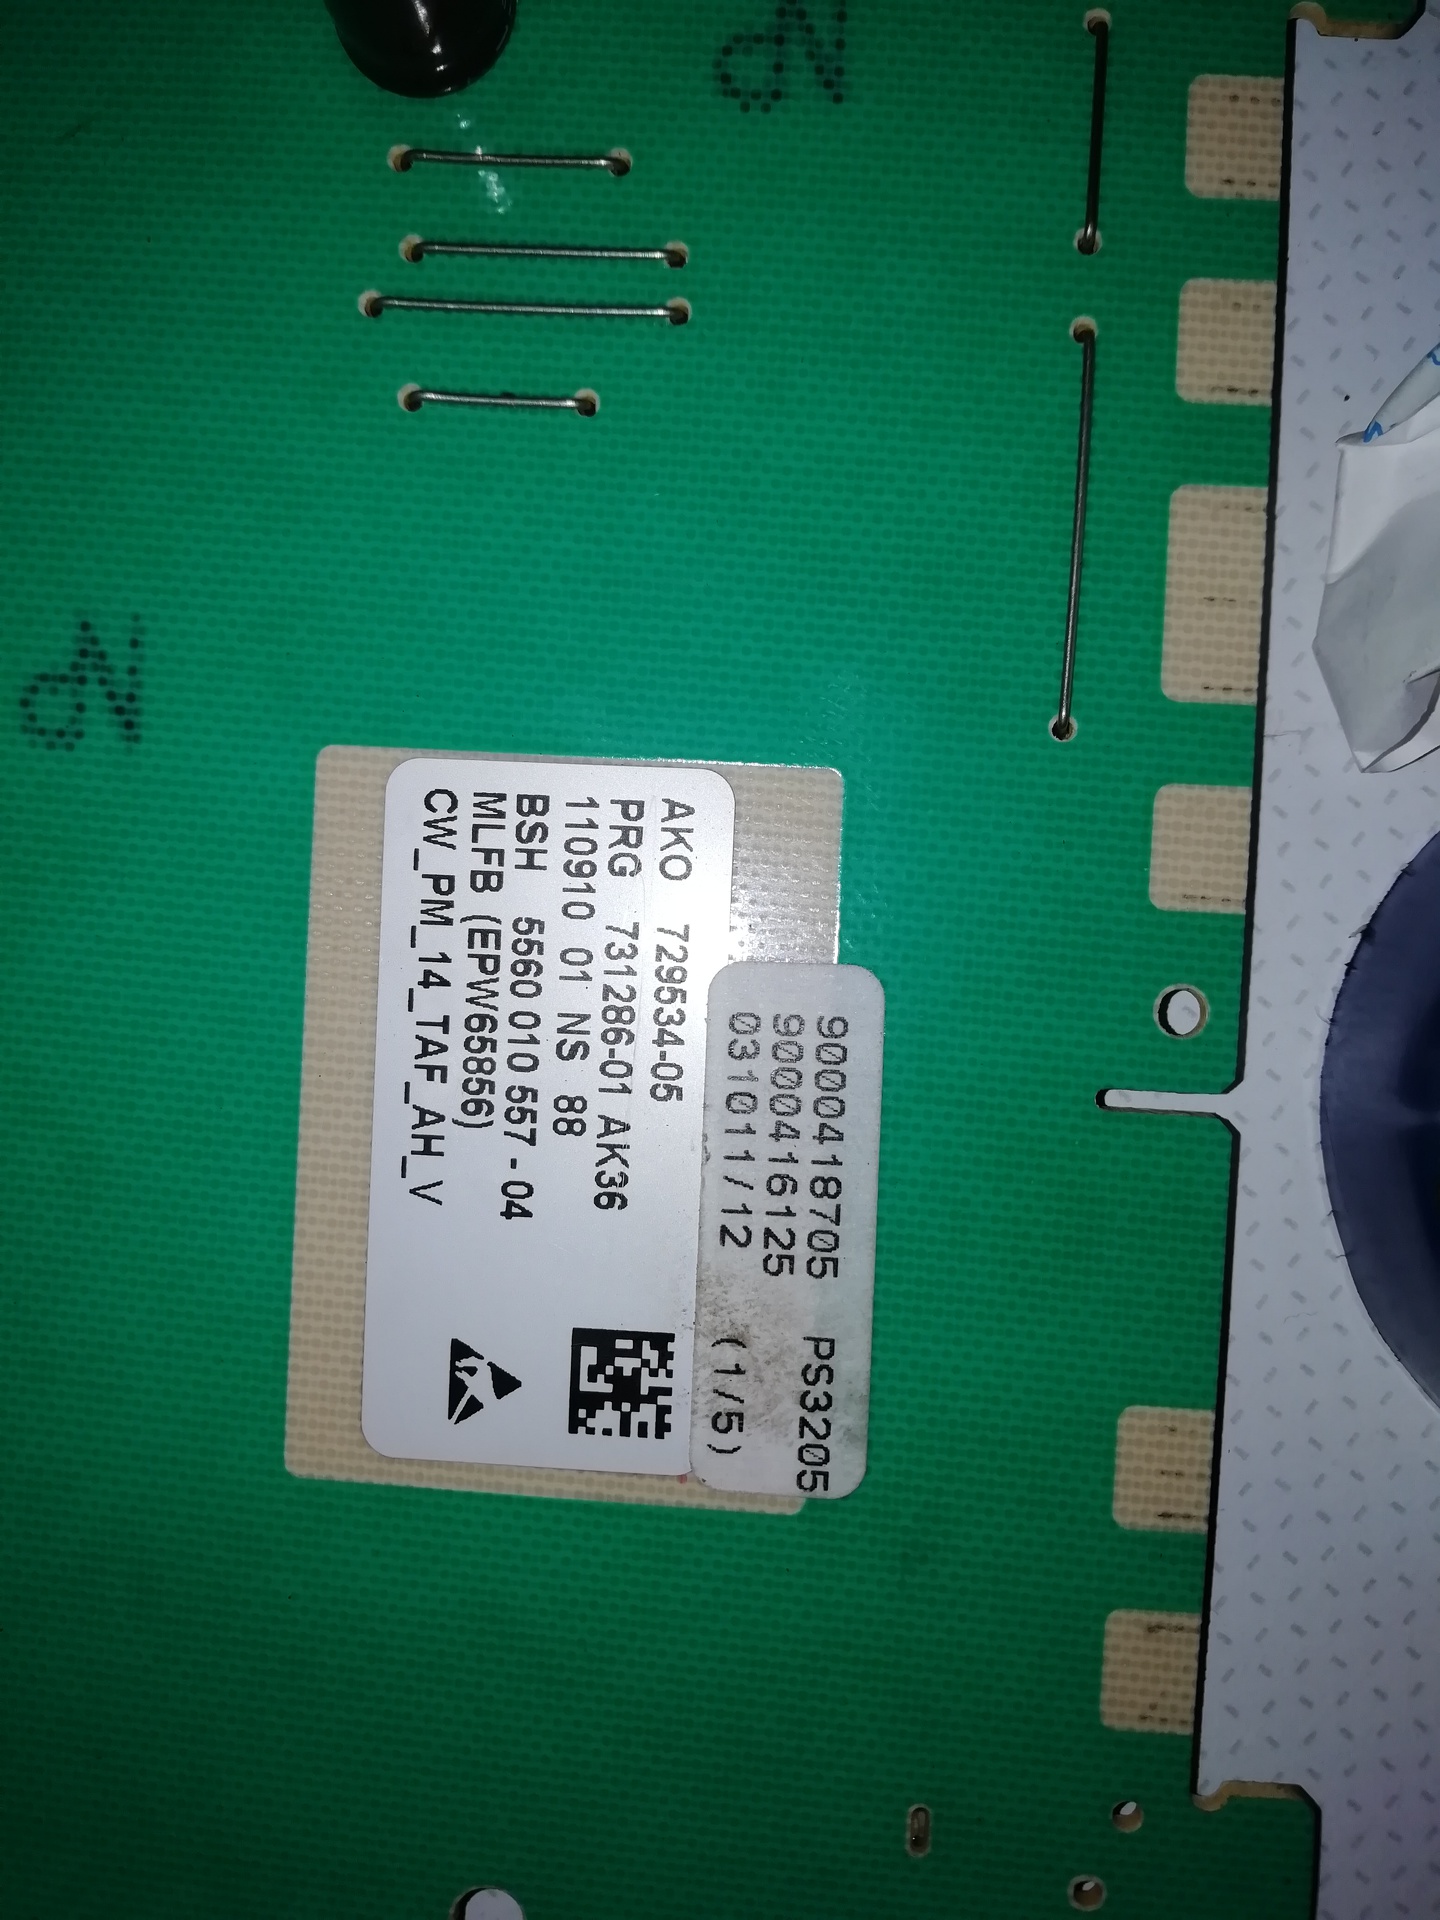 AKO 729534-05
PRG 731286-01 AK36
110910 01 NS 88
BSH 5560 010 557 - 04
MLFB (EPW65856)
CW_PM_14_TAF_AH_V
9000418705 PS3205
9000416125
031011/12 (1/5)